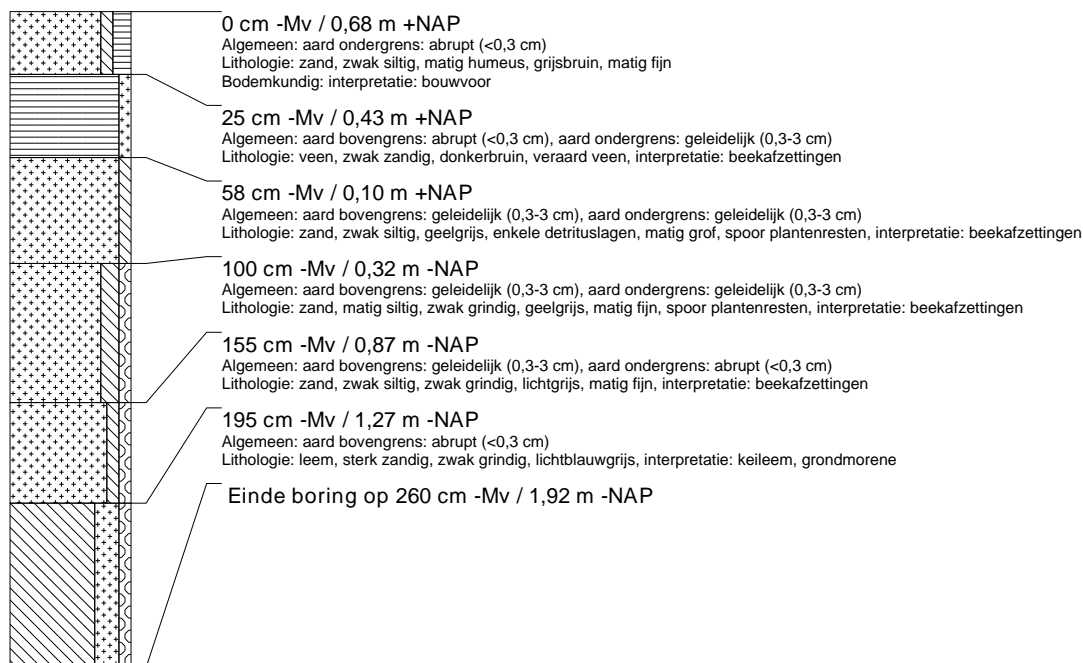 0 cm -Mv / 0,68 m +NAP
Algemeen: aard ondergrens: abrupt (<0,3 cm)
Lithologie: zand, zwak siltig, matig humeus, grijsbruin, matig fijn
Bodemkundig: interpretatie: bouwvoor
25 cm -Mv / 0,43 m +NAP
Algemeen: aard bovengrens: abrupt (<0,3 cm), aard ondergrens: geleidelijk (0,3-3 cm)
Lithologie: veen, zwak zandig, donkerbruin, veraard veen, interpretatie: beekafzettingen
58 cm -Mv / 0,10 m +NAP
Algemeen: aard bovengrens: geleidelijk (0,3-3 cm), aard ondergrens: geleidelijk (0,3-3 cm)
Lithologie: zand, zwak siltig, geelgrijs, enkele detrituslagen, matig grof, spoor plantenresten, interpretatie: beekafzettingen
100 cm -Mv / 0,32 m -NAP
Algemeen: aard bovengrens: geleidelijk (0,3-3 cm), aard ondergrens: geleidelijk (0,3-3 cm)
Lithologie: zand, matig siltig, zwak grindig, geelgrijs, matig fijn, spoor plantenresten, interpretatie: beekafzettingen
155 cm -Mv / 0,87 m -NAP
Algemeen: aard bovengrens: geleidelijk (0,3-3 cm), aard ondergrens: abrupt (<0,3 cm)
Lithologie: zand, zwak siltig, zwak grindig, lichtgrijs, matig fijn, interpretatie: beekafzettingen
195 cm -Mv / 1,27 m -NAP
Algemeen: aard bovengrens: abrupt (<0,3 cm)
Lithologie: leem, sterk zandig, zwak grindig, lichtblauwgrijs, interpretatie: keileem, grondmorene
Einde boring op 260 cm -Mv / 1,92 m -NAP